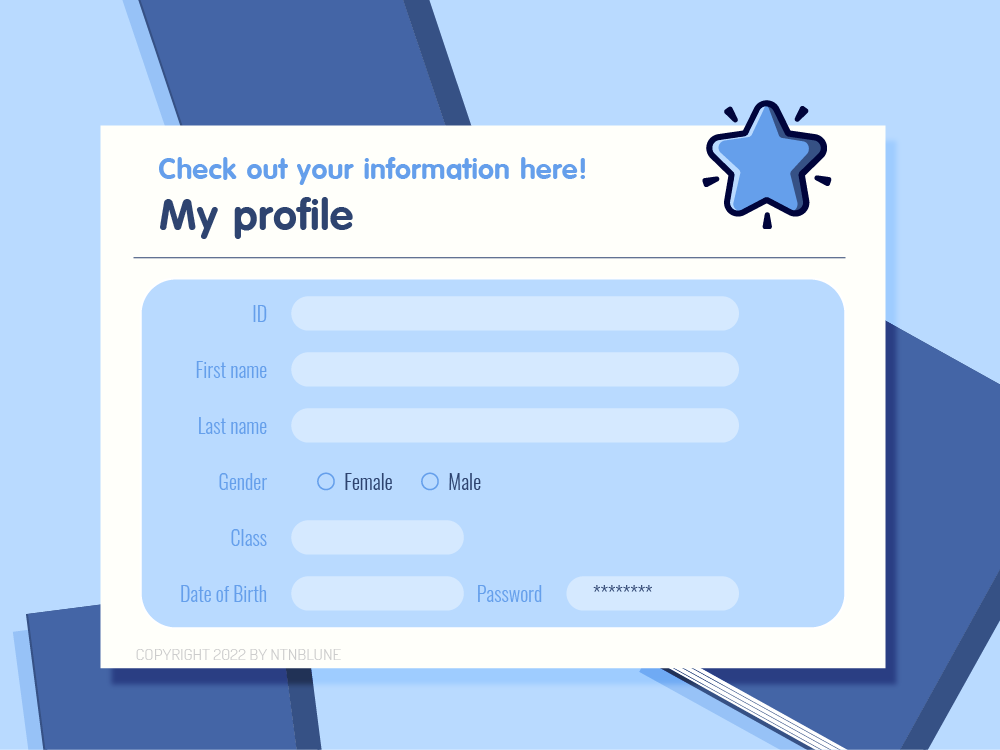 Check out your information here!
My profile
ID
First name
Last name
Gender Female Male
Class
Date of Birth Password ********
COPYRIGHT 2022 BY NTNBLUNE